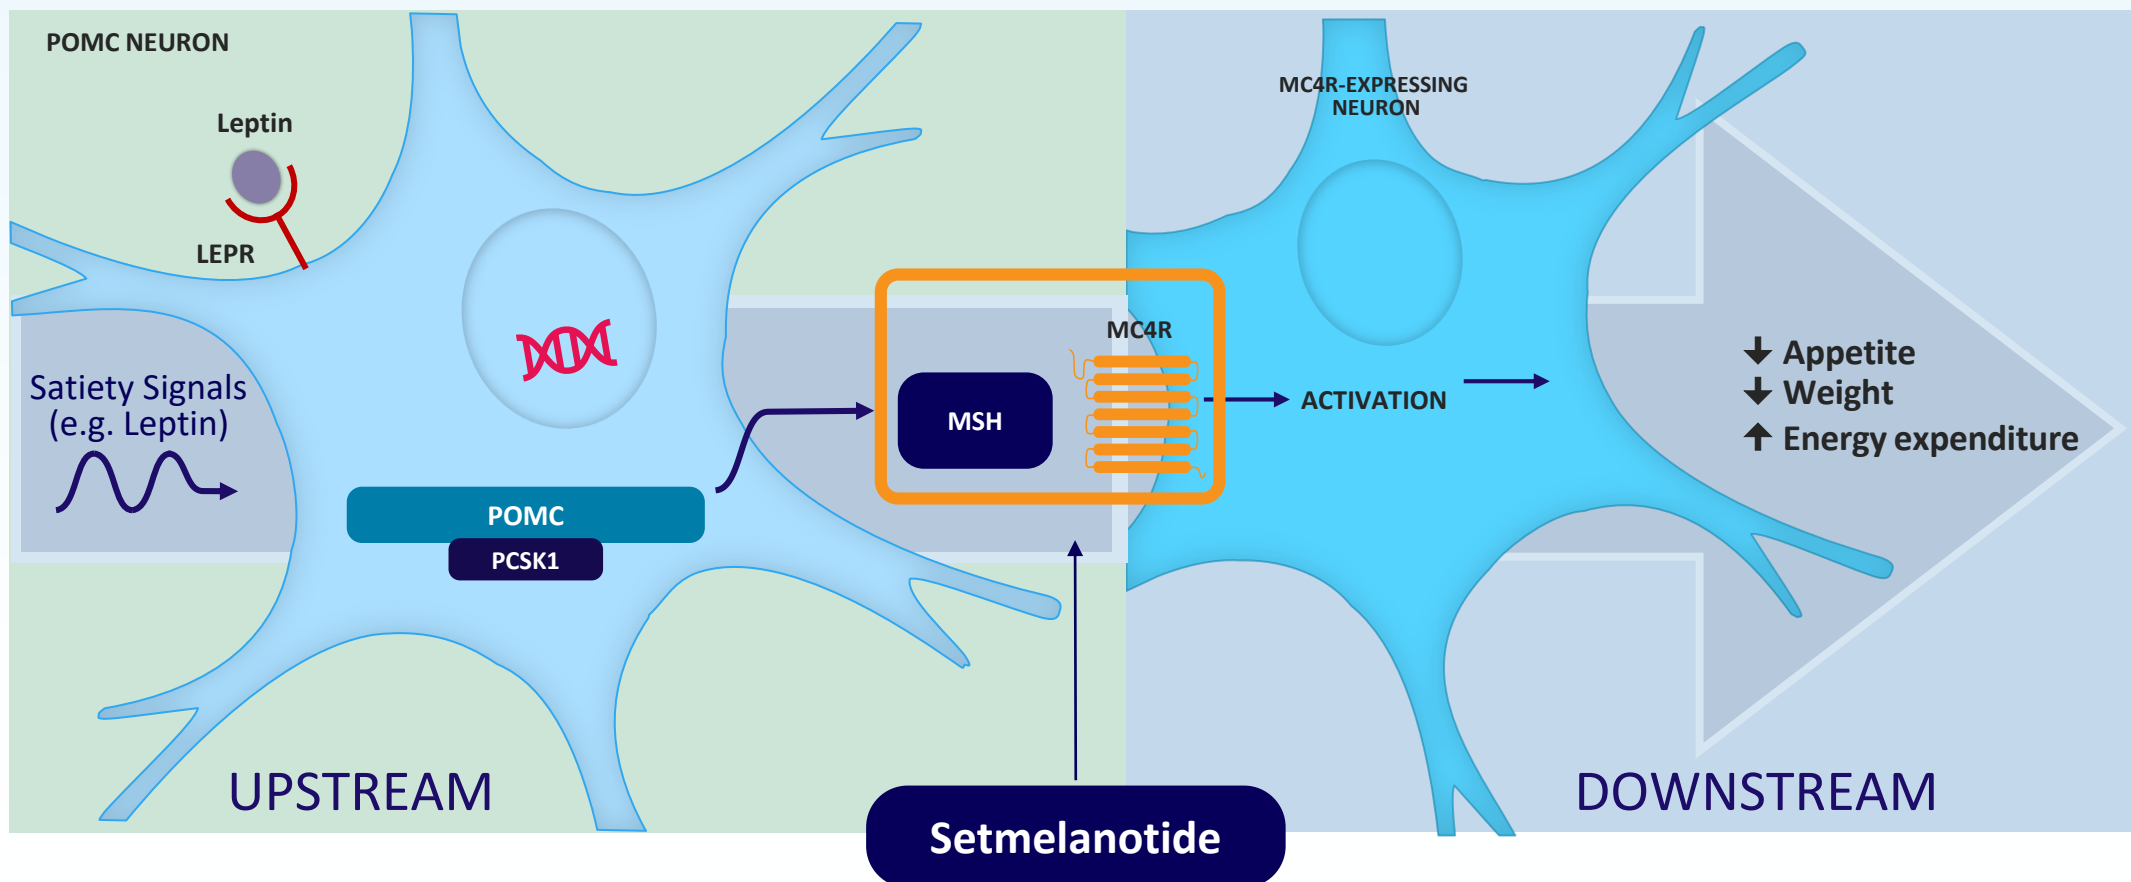 POMC NEURON
Leptin
LEPR
Satiety Signals
(e.g. Leptin)
POMC
PCSK1
UPSTREAM
MSH
MC4R
MC4R-EXPRESSING
NEURON
ACTIVATION
Appetite
Weight
Energy expenditure
DOWNSTREAM
Setmelanotide